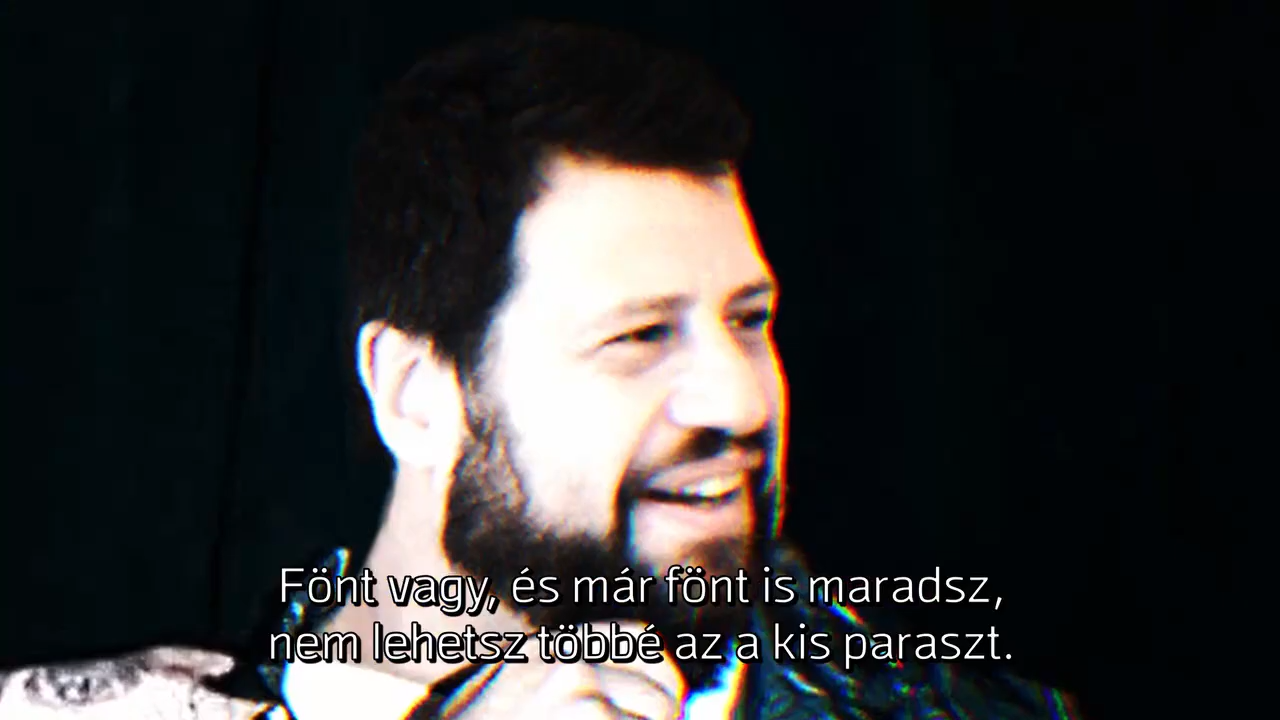 Fönt vagy, és már fönt is maradsz,
nem lehetsz többé az a kis paraszt.